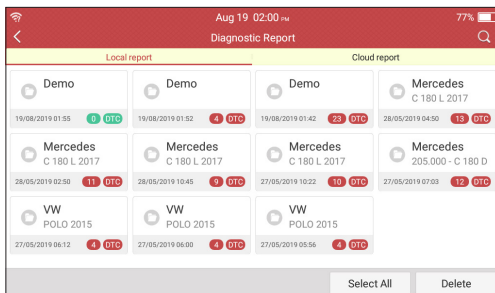 Aug 19 02:00 PM 77%
Diagnostic Report
Local report Cloud report
Demo Demo Demo Mercedes
C 180 L 2017
19/08/2019 01:55 0 DTC 19/08/2019 01:52 4 DTC 19/08/2019 01:42 23 DTC 28/05/2019 04:50 13 DTC
Mercedes Mercedes Mercedes Mercedes
C 180 L 2017 C 180 L 2017 C 180 L 2017 205.000 - C 180 D
28/05/2019 02:50 11 DTC 28/05/2019 10:45 9 DTC 27/05/2019 10:22 10 DTC 27/05/2019 07:03 12 DTC
VW VW VW
POLO 2015 POLO 2015 POLO 2015
27/05/2019 06:12 4 DTC 27/05/2019 06:00 4 DTC 27/05/2019 05:56 4 DTC
Select All Delete